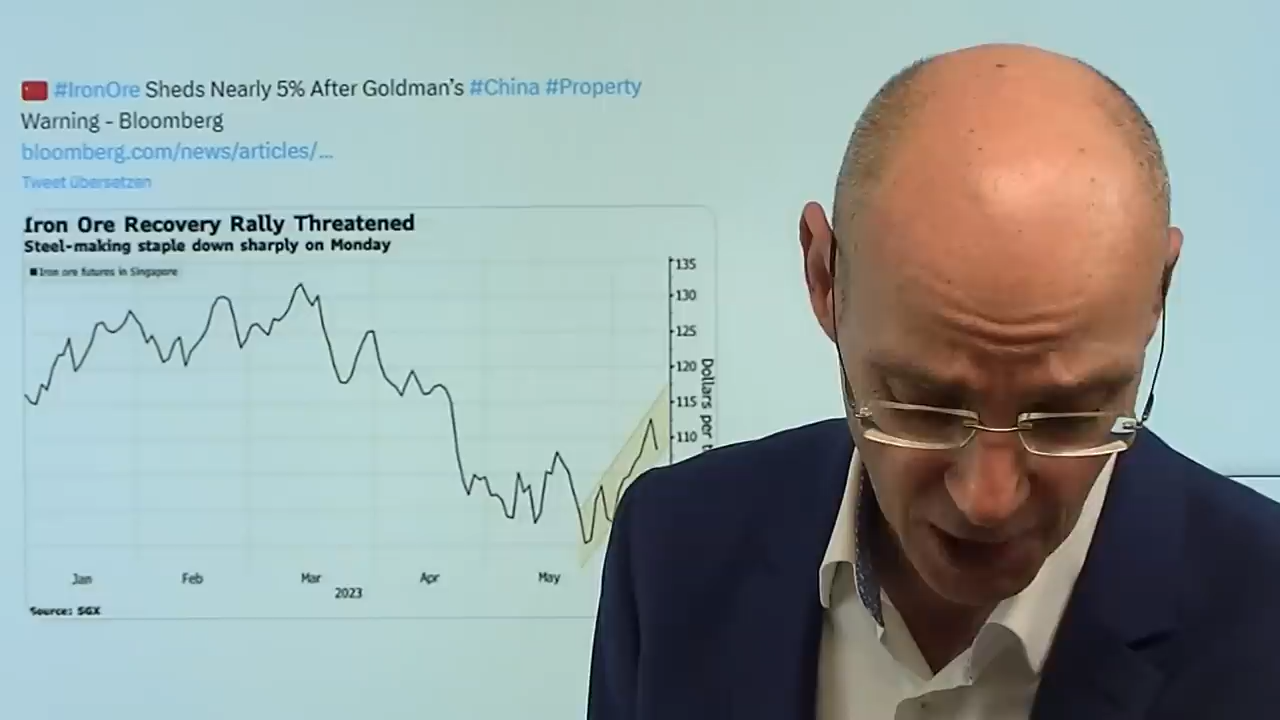 #IronOre Sheds Nearly 5% After Goldman's #China #Property
Warning - Bloomberg
bloomberg.com/news/articles/...
Tweet übersetzen
Iron Ore Recovery Rally Threatened
Steel-making staple down sharply on Monday
Iron ore futures in Singapore
135
130
125
120
115
110
Dollars per
Jan Feb Mar Apr May
2023
Source: SGX